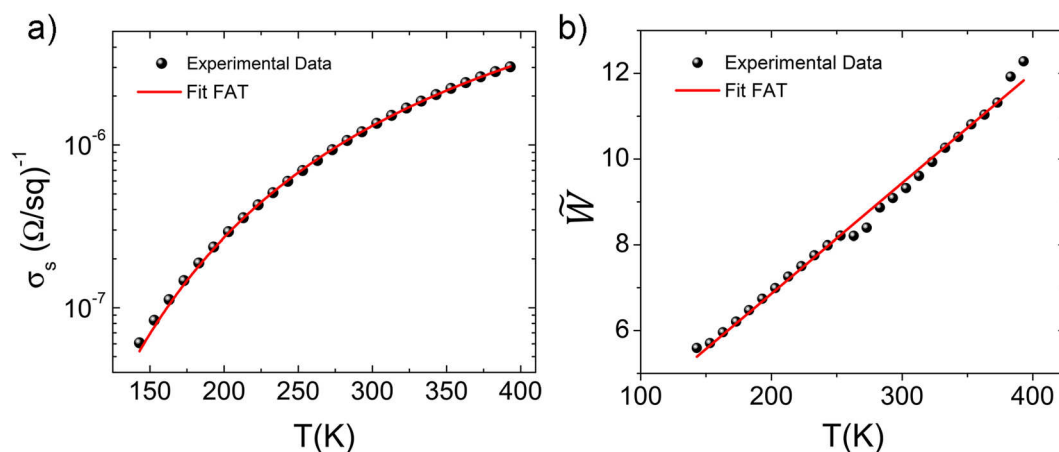 a)
Experimental Data
Fit FAT
10⁻⁶
10⁻⁷
σₛ (Ω/sq)⁻¹
150 200 250 300 350 400
T(K)
b)
Experimental Data
Fit FAT
12
10
8
6
W̃
100 200 300 400
T(K)